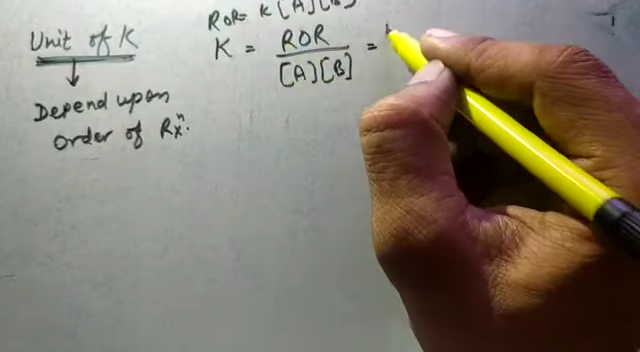 ROR= K[A][B]
Unit of K
K = ROR / [A][B] =
Depend upon
order of Rxⁿ.